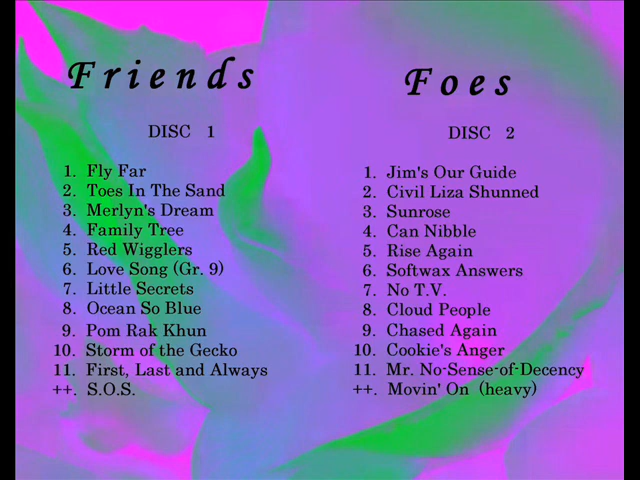 Friends
DISC 1
1. Fly Far
2. Toes In The Sand
3. Merlyn's Dream
4. Family Tree
5. Red Wigglers
6. Love Song (Gr. 9)
7. Little Secrets
8. Ocean So Blue
9. Pom Rak Khun
10. Storm of the Gecko
11. First, Last and Always
++. S.O.S.
Foes
DISC 2
1. Jim's Our Guide
2. Civil Liza Shunned
3. Sunrose
4. Can Nibble
5. Rise Again
6. Softwax Answers
7. No T.V.
8. Cloud People
9. Chased Again
10. Cookie's Anger
11. Mr. No-Sense-of-Decency
++. Movin' On (heavy)